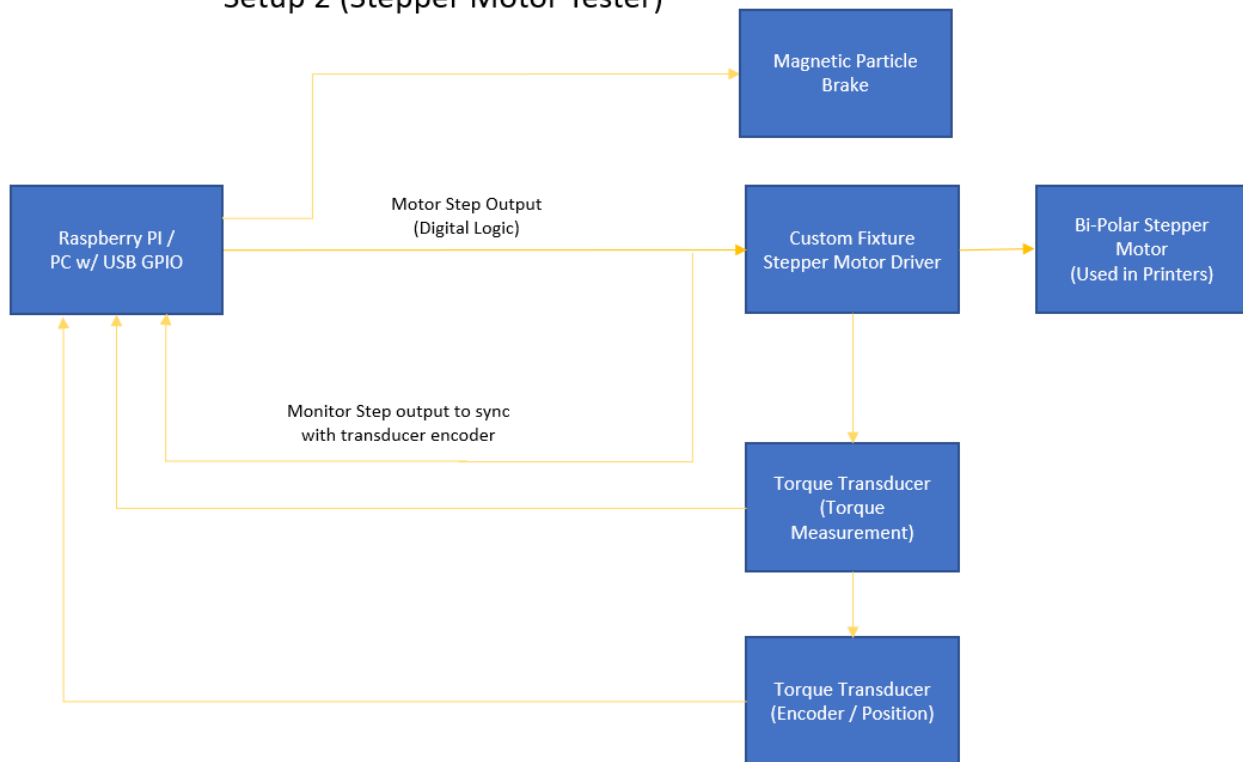 Setup 2 (Stepper Motor Tester)
Magnetic Particle
Brake
Motor Step Output
(Digital Logic)
Raspberry PI /
PC w/ USB GPIO
Custom Fixture
Stepper Motor Driver
Bi-Polar Stepper
Motor
(Used in Printers)
Monitor Step output to sync
with transducer encoder
Torque Transducer
(Torque
Measurement)
Torque Transducer
(Encoder / Position)